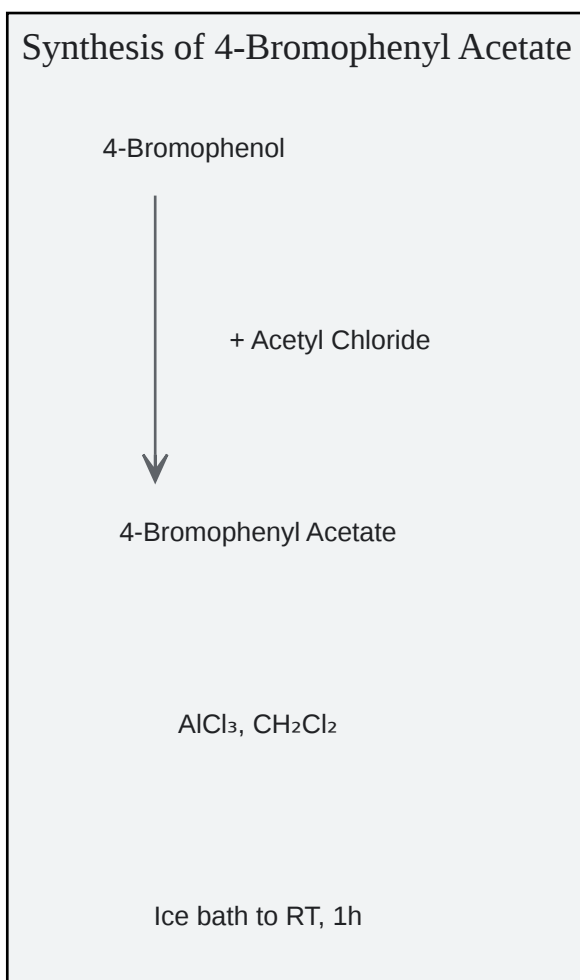 Synthesis of 4-Bromophenyl Acetate
4-Bromophenol
+ Acetyl Chloride
4-Bromophenyl Acetate
AlCl₃, CH₂Cl₂
Ice bath to RT, 1h